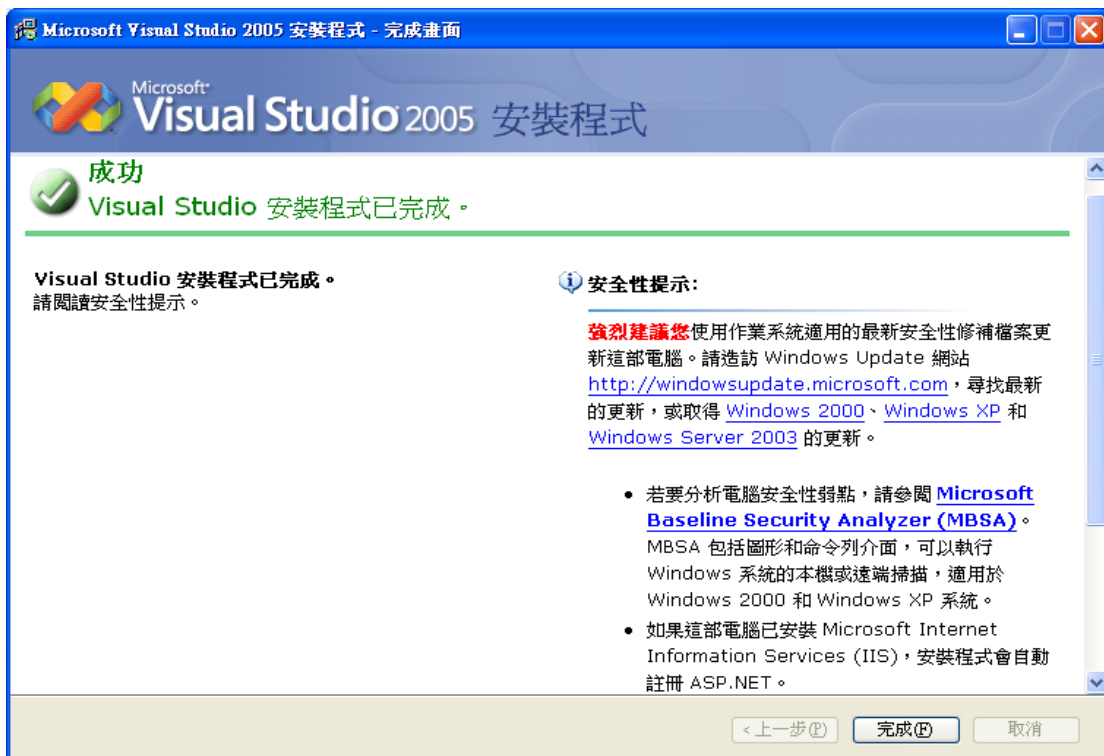 Microsoft Visual Studio 2005 安裝程式 - 完成畫面
Microsoft
Visual Studio 2005 安裝程式
成功
Visual Studio 安裝程式已完成。
Visual Studio 安裝程式已完成。
請閱讀安全性提示。
安全性提示:
強烈建議您使用作業系統適用的最新安全性修補檔案更
新這部電腦。請造訪 Windows Update 網站
http://windowsupdate.microsoft.com，尋找最新
的更新，或取得 Windows 2000、Windows XP 和
Windows Server 2003 的更新。
• 若要分析電腦安全性弱點，請參閱 Microsoft
Baseline Security Analyzer (MBSA)。
MBSA 包括圖形和命令列介面，可以執行
Windows 系統的本機或遠端掃描，適用於
Windows 2000 和 Windows XP 系統。
• 如果這部電腦已安裝 Microsoft Internet
Information Services (IIS)，安裝程式會自動
註冊 ASP.NET。
<上一步(P) 完成(F) 取消